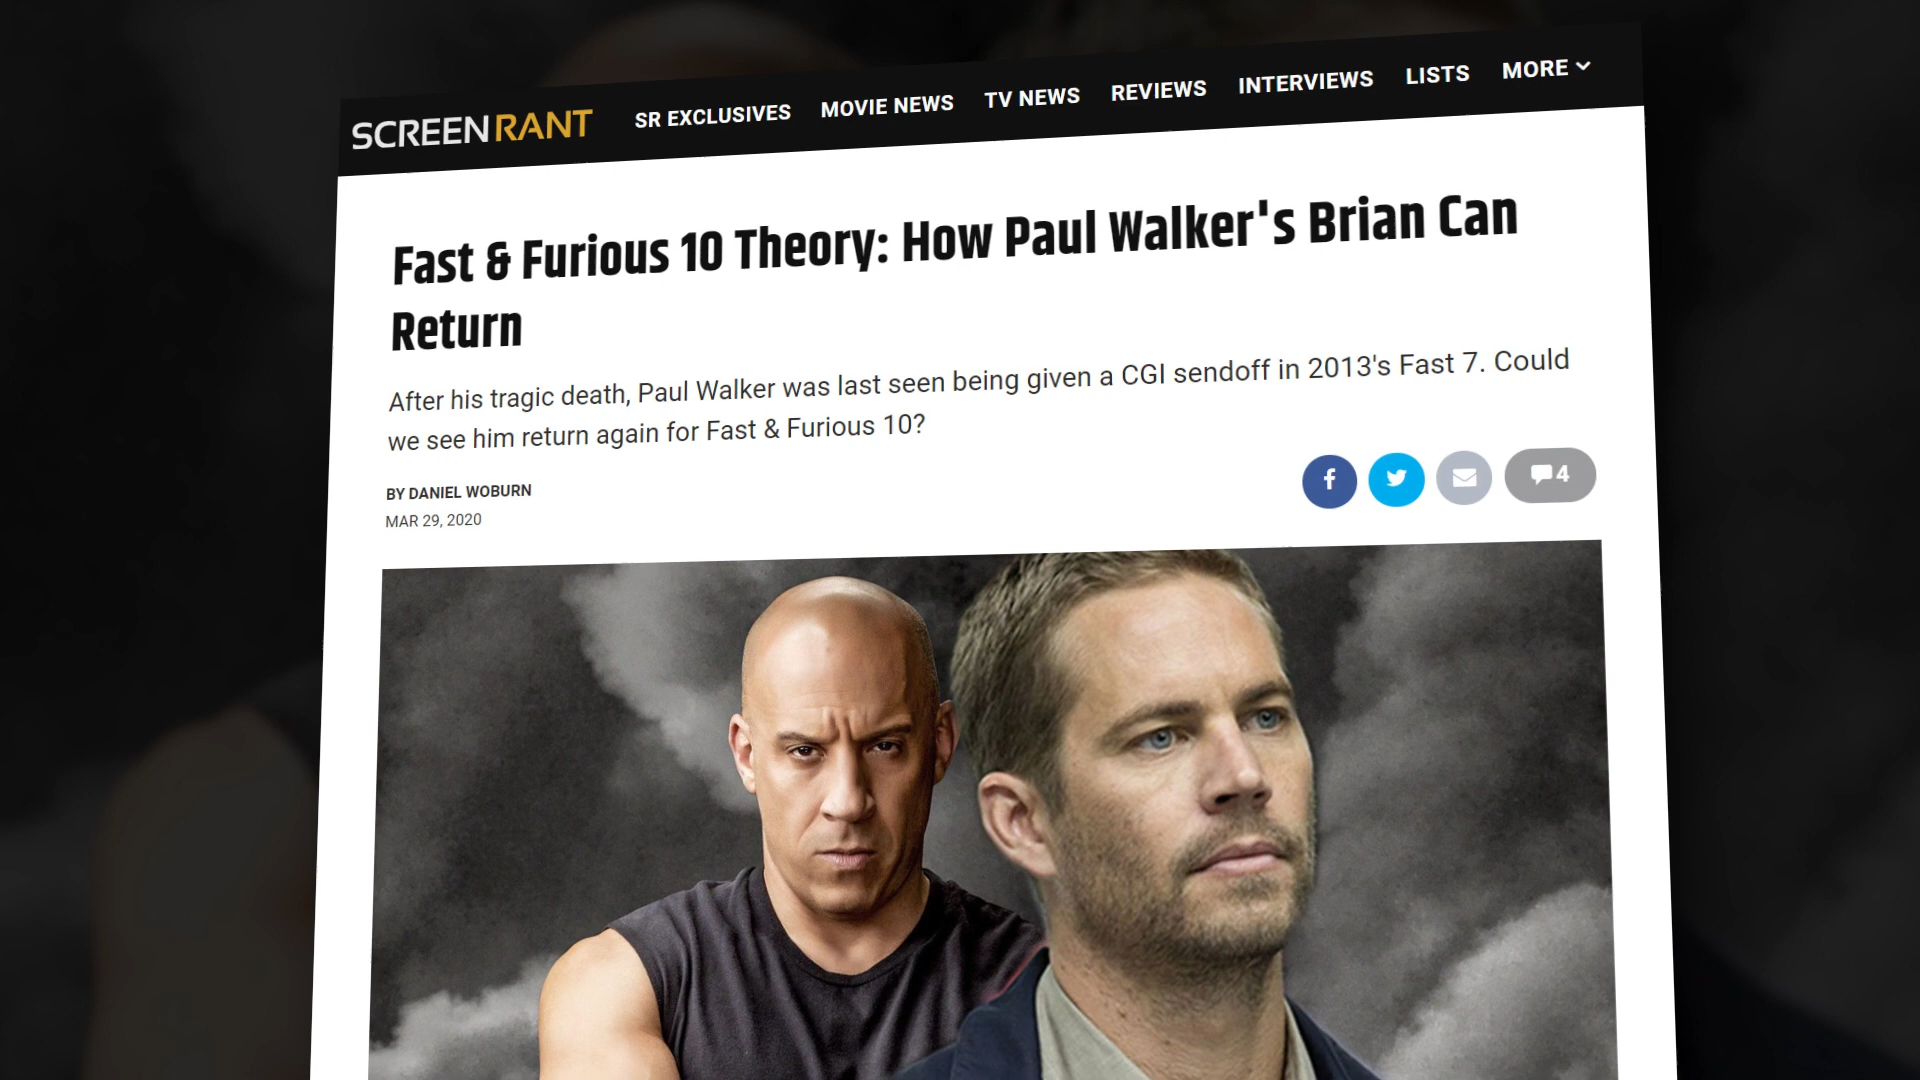 SCREENRANT SR EXCLUSIVES MOVIE NEWS TV NEWS REVIEWS INTERVIEWS LISTS MORE
Fast & Furious 10 Theory: How Paul Walker's Brian Can
Return
After his tragic death, Paul Walker was last seen being given a CGI sendoff in 2013's Fast 7. Could
we see him return again for Fast & Furious 10?
BY DANIEL WOBURN
MAR 29, 2020
f 4